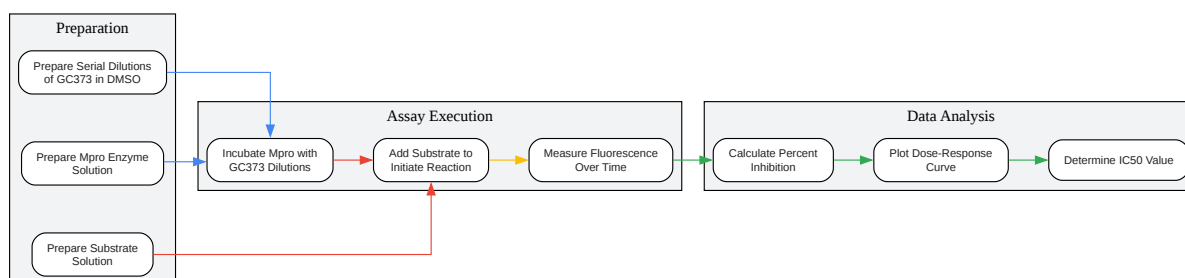 Preparation
Prepare Serial Dilutions
of GC373 in DMSO
Prepare Mpro Enzyme
Solution
Prepare Substrate
Solution
Assay Execution
Incubate Mpro with
GC373 Dilutions
Add Substrate to
Initiate Reaction
Measure Fluorescence
Over Time
Data Analysis
Calculate Percent
Inhibition
Plot Dose-Response
Curve
Determine IC50 Value